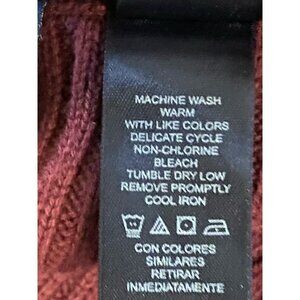 MACHINE WASH
WARM
WITH LIKE COLORS
DELICATE CYCLE
NON-CHLORINE
BLEACH
TUMBLE DRY LOW
REMOVE PROMPTLY
COOL IRON
CON COLORES
SIMILARES
RETIRAR
INMEDIATAMENTE